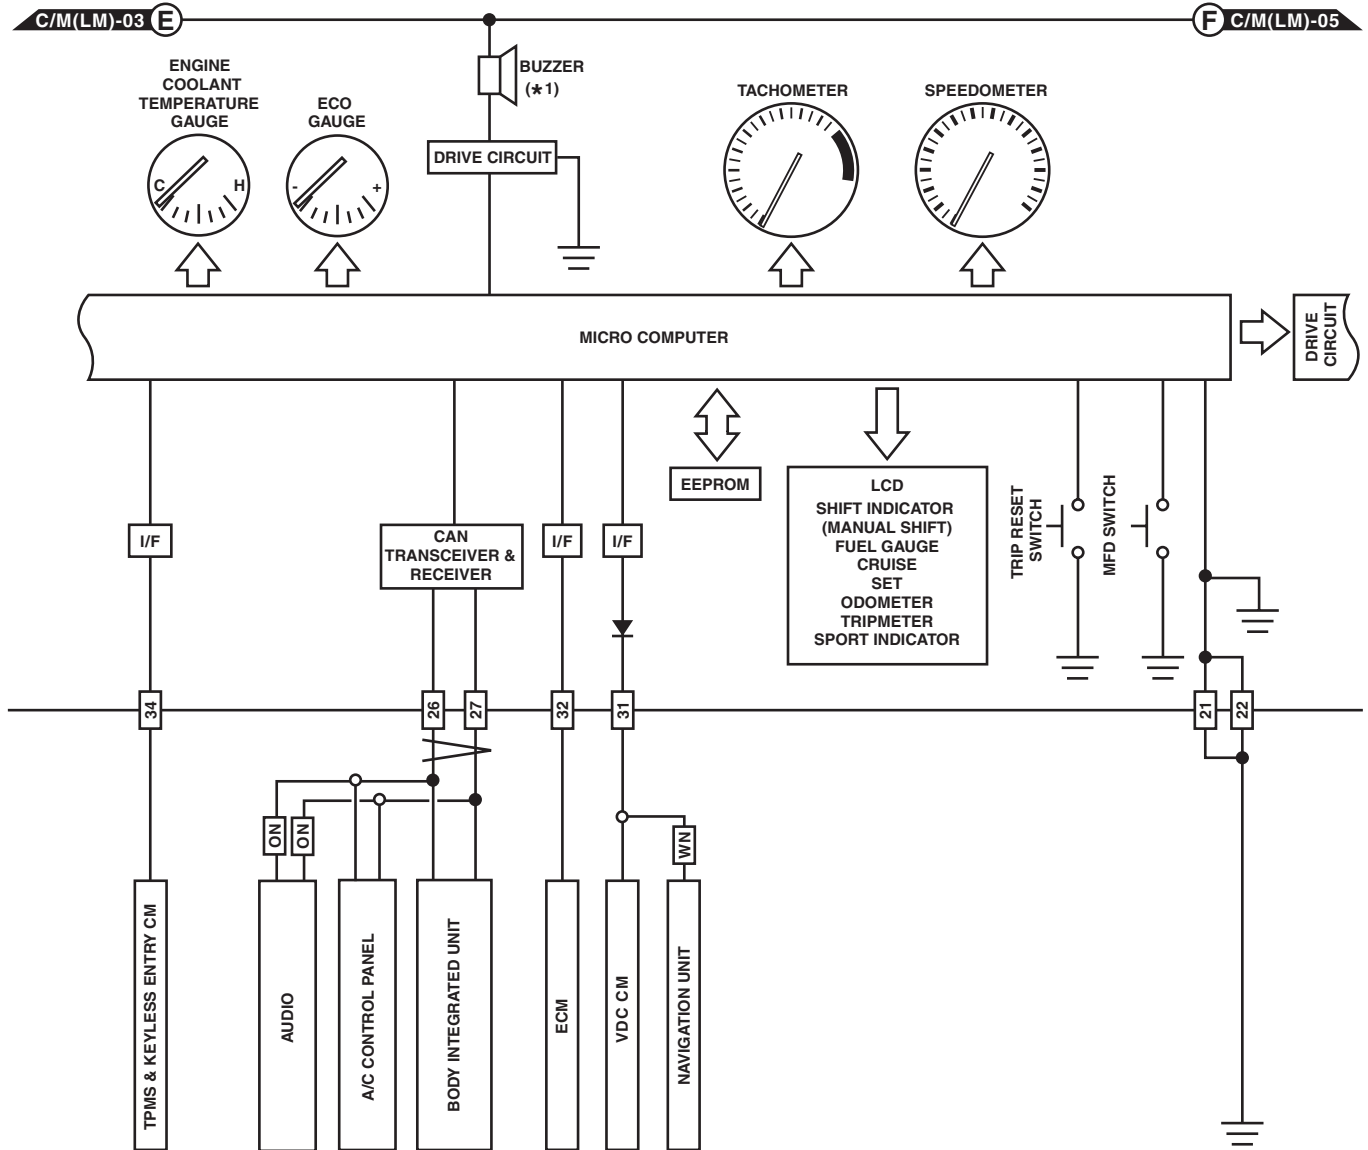 C/M(LM)-03 E
F C/M(LM)-05
ENGINE
COOLANT
TEMPERATURE
GAUGE
C
H
ECO
GAUGE
-
+
BUZZER
(*1)
DRIVE CIRCUIT
TACHOMETER
SPEEDOMETER
MICRO COMPUTER
DRIVE
CIRCUIT
I/F
CAN
TRANSCEIVER &
RECEIVER
I/F
I/F
EEPROM
LCD
SHIFT INDICATOR
(MANUAL SHIFT)
FUEL GAUGE
CRUISE
SET
ODOMETER
TRIPMETER
SPORT INDICATOR
TRIP RESET
SWITCH
MFD SWITCH
34
26
27
32
31
21
22
ON
ON
WN
TPMS & KEYLESS ENTRY CM
AUDIO
A/C CONTROL PANEL
BODY INTEGRATED UNIT
ECM
VDC CM
NAVIGATION UNIT